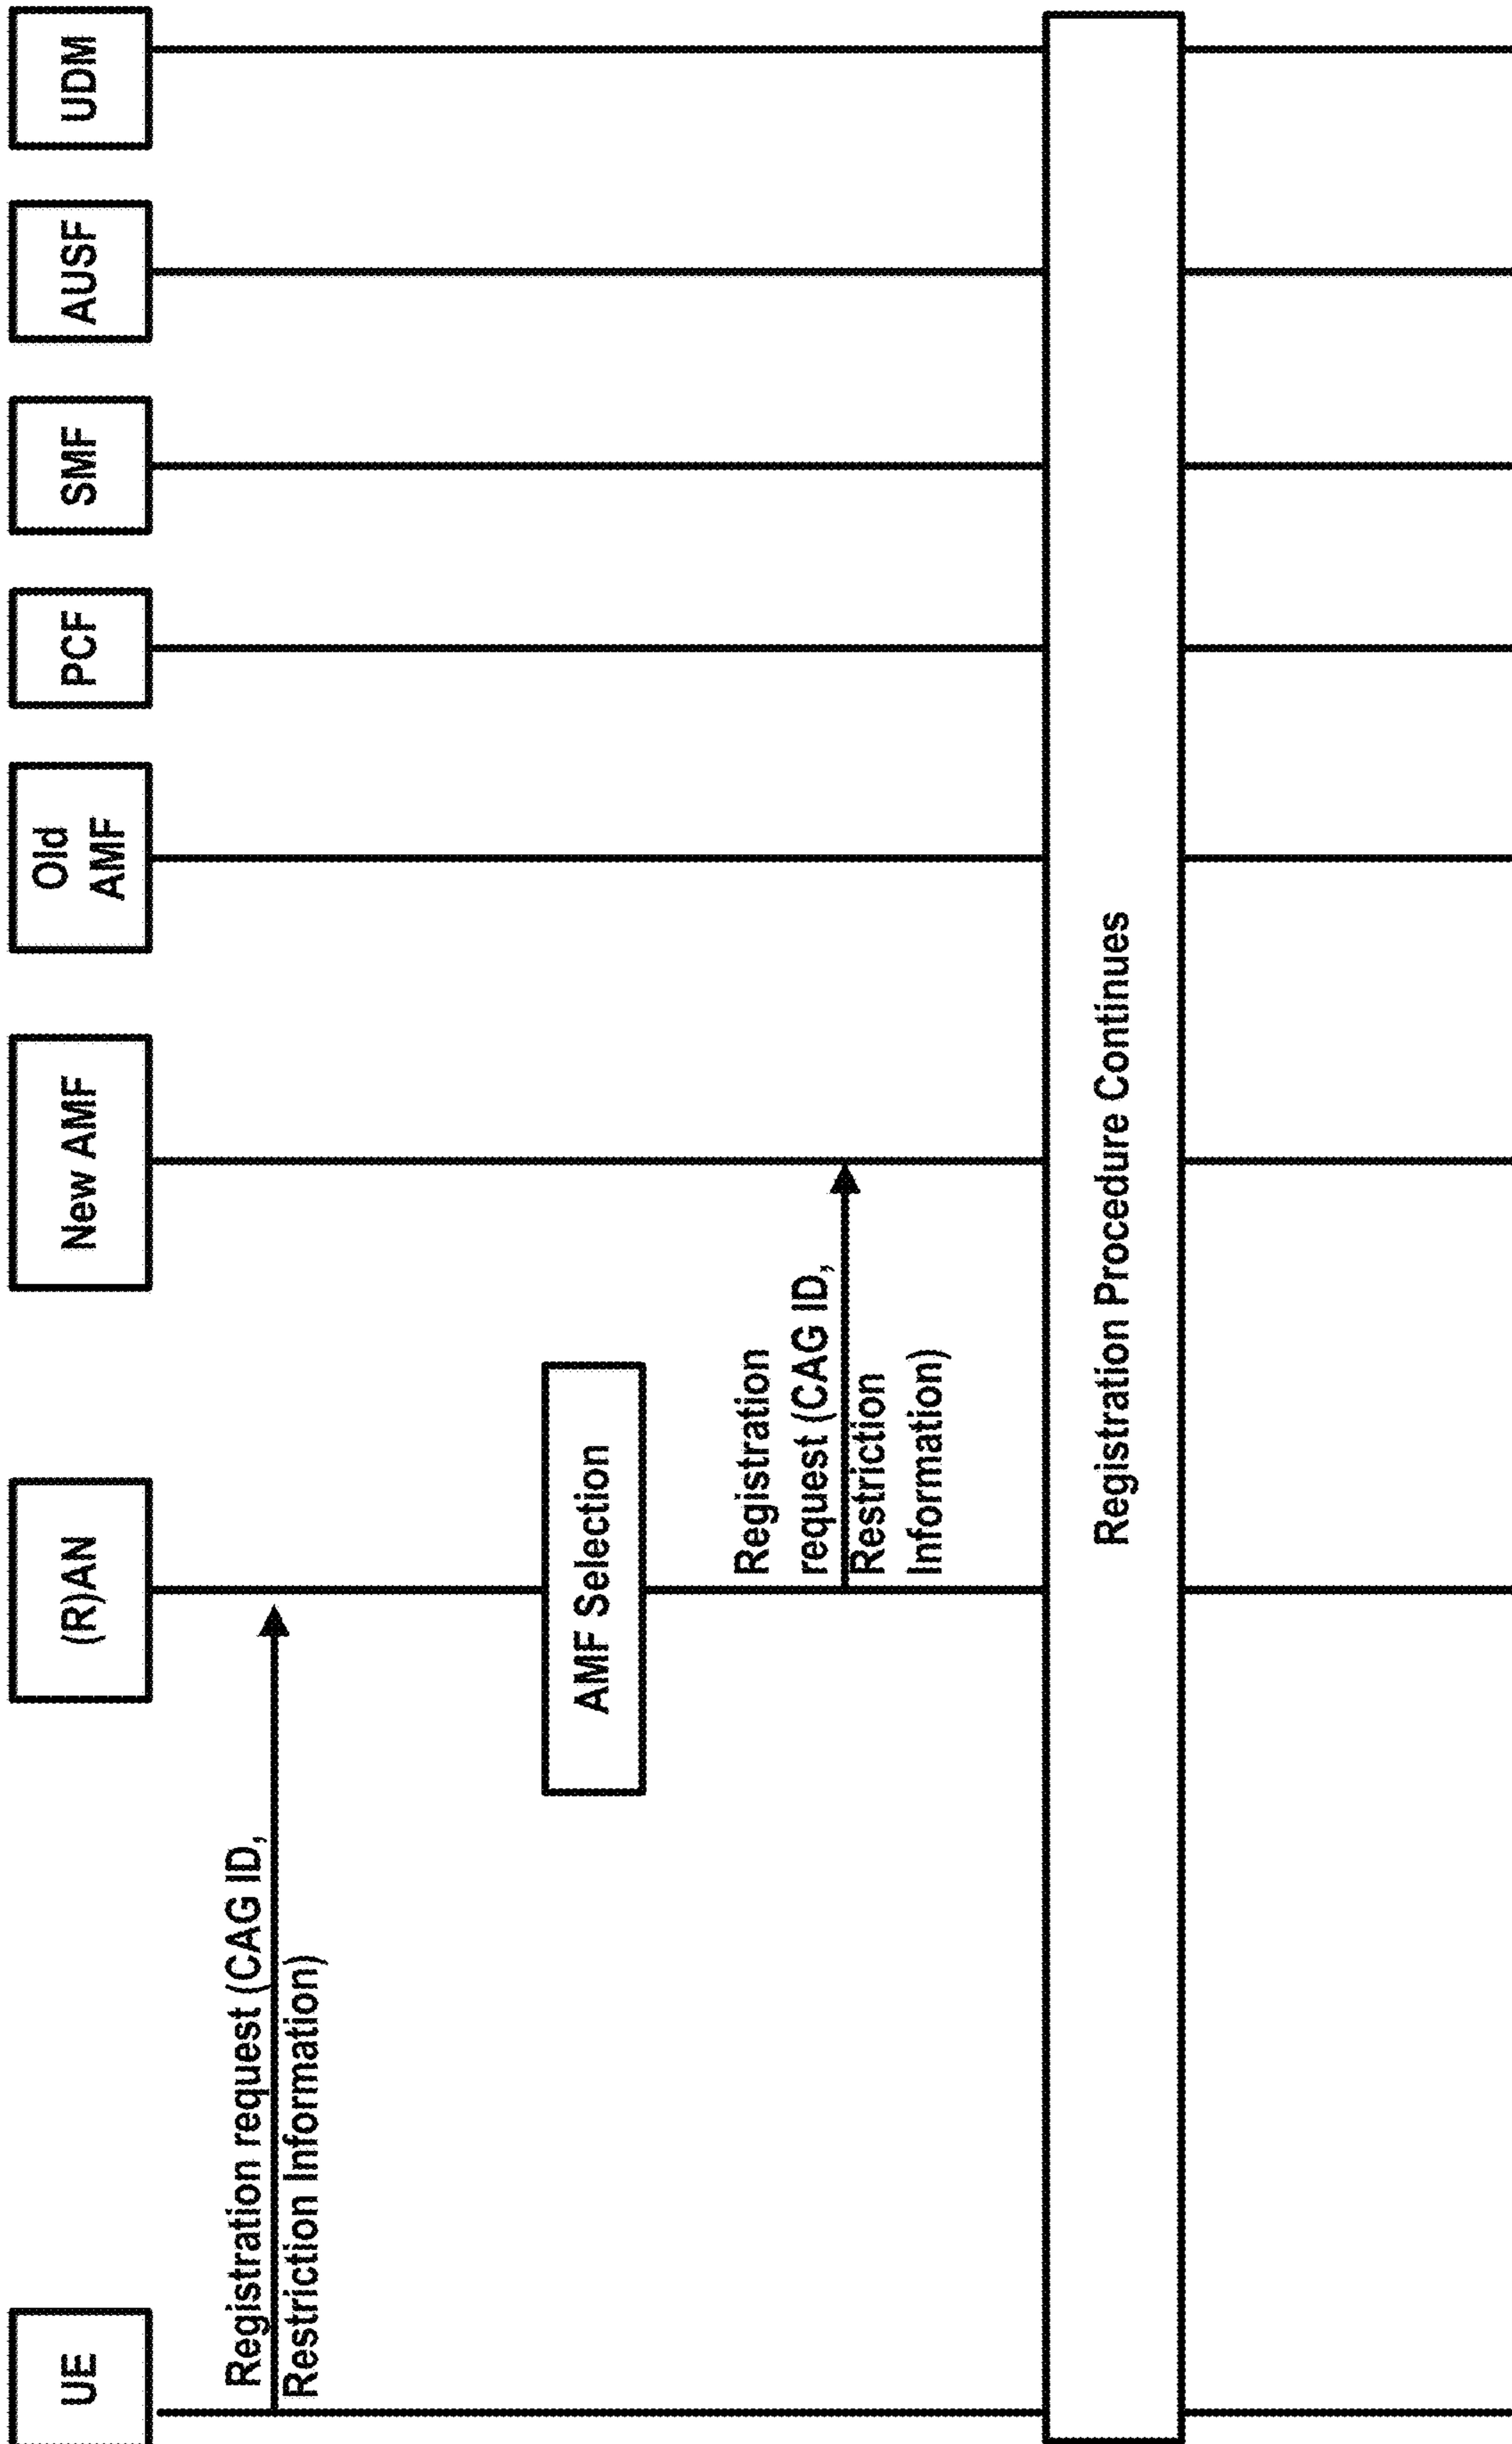 UE
(R)AN
New AMF
Old
AMF
PCF
SMF
AUSF
UDM
Registration request (CAG ID,
Restriction Information)
AMF Selection
Registration
request (CAG ID,
Restriction
Information)
Registration Procedure Continues